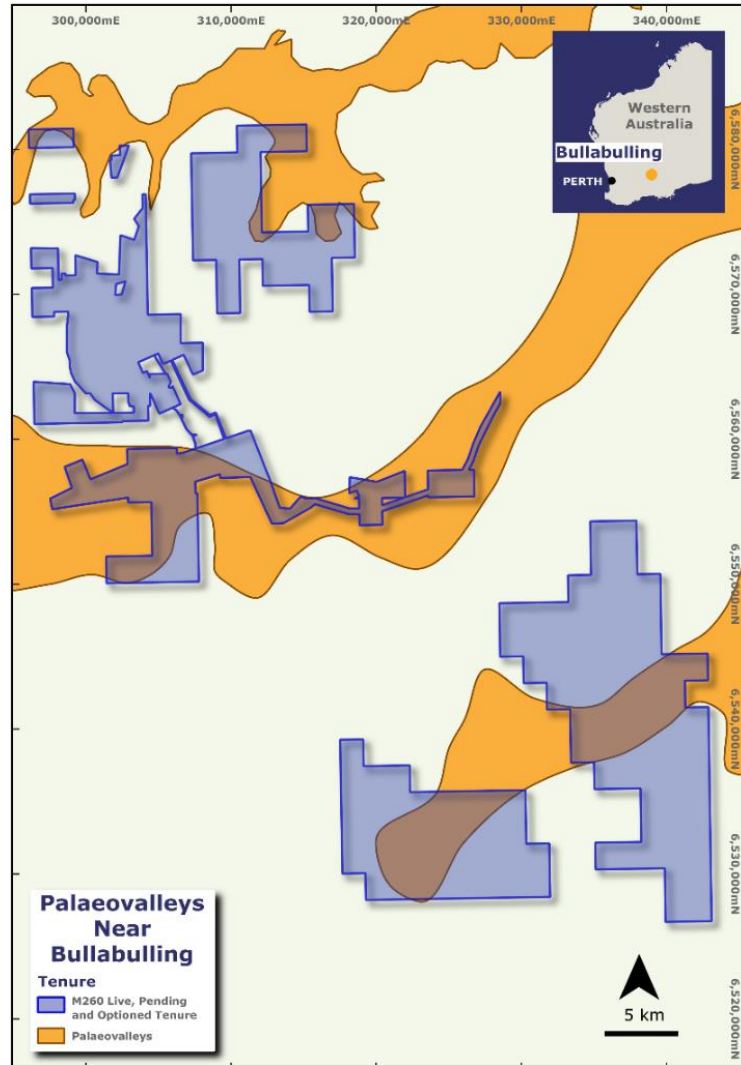 300,000mE
310,000mE
320,000mE
330,000mE
340,000mE
Western
Australia
Bullabulling
PERTH
6,580,000mN
6,570,000mN
6,560,000mN
6,550,000mN
6,540,000mN
6,530,000mN
6,520,000mN
Palaeovalleys
Near
Bullabulling
Tenure
M260 Live, Pending
and Optioned Tenure
Palaeovalleys
5 km